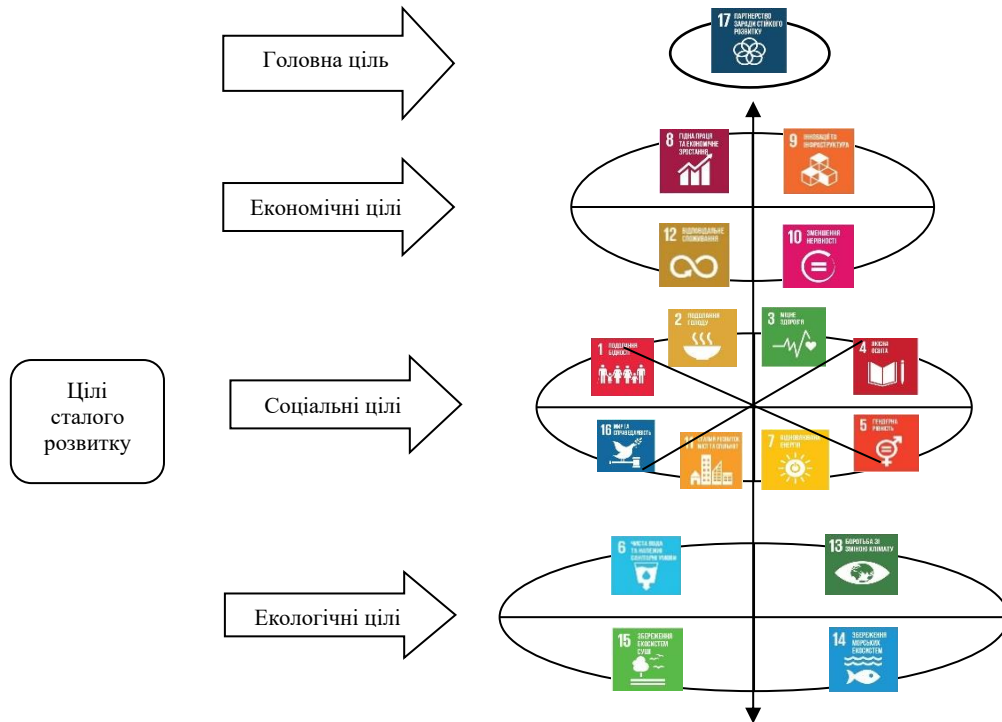 17 ПАРТНЕРСТВО
ЗАРАДИ СТІЙКОГО
РОЗВИТКУ
Головна ціль
8 ГІДНА ПРАЦЯ
ТА ЕКОНОМІЧНЕ
ЗРОСТАННЯ
9 ІННОВАЦІЇ ТА
ІНФРАСТРУКТУРА
Економічні цілі
12 ВІДПОВІДАЛЬНЕ
СПОЖИВАННЯ
10 ЗМЕНШЕННЯ
НЕРІВНОСТІ
2 ПОДОЛАННЯ
ГОЛОДУ
3 МІЦНЕ
ЗДОРОВ'Я
1 ПОДОЛАННЯ
БІДНОСТІ
4 ЯКІСНА
ОСВІТА
Цілі
сталого
розвитку
Соціальні цілі
16 МИР ТА
СПРАВЕДЛИВІСТЬ
11 СТАЛИЙ РОЗВИТОК
МІСТ ТА СПІЛЬНОТ
7 ВІДНОВЛЮВАНА
ЕНЕРГІЯ
5 ГЕНДЕРНА
РІВНІСТЬ
6 ЧИСТА ВОДА
ТА НАЛЕЖНІ
САНІТАРНІ УМОВИ
13 БОРОТЬБА ЗІ
ЗМІНОЮ КЛІМАТУ
Екологічні цілі
15 ЗБЕРЕЖЕННЯ
ЕКОСИСТЕМ
СУШІ
14 ЗБЕРЕЖЕННЯ
МОРСЬКИХ
ЕКОСИСТЕМ